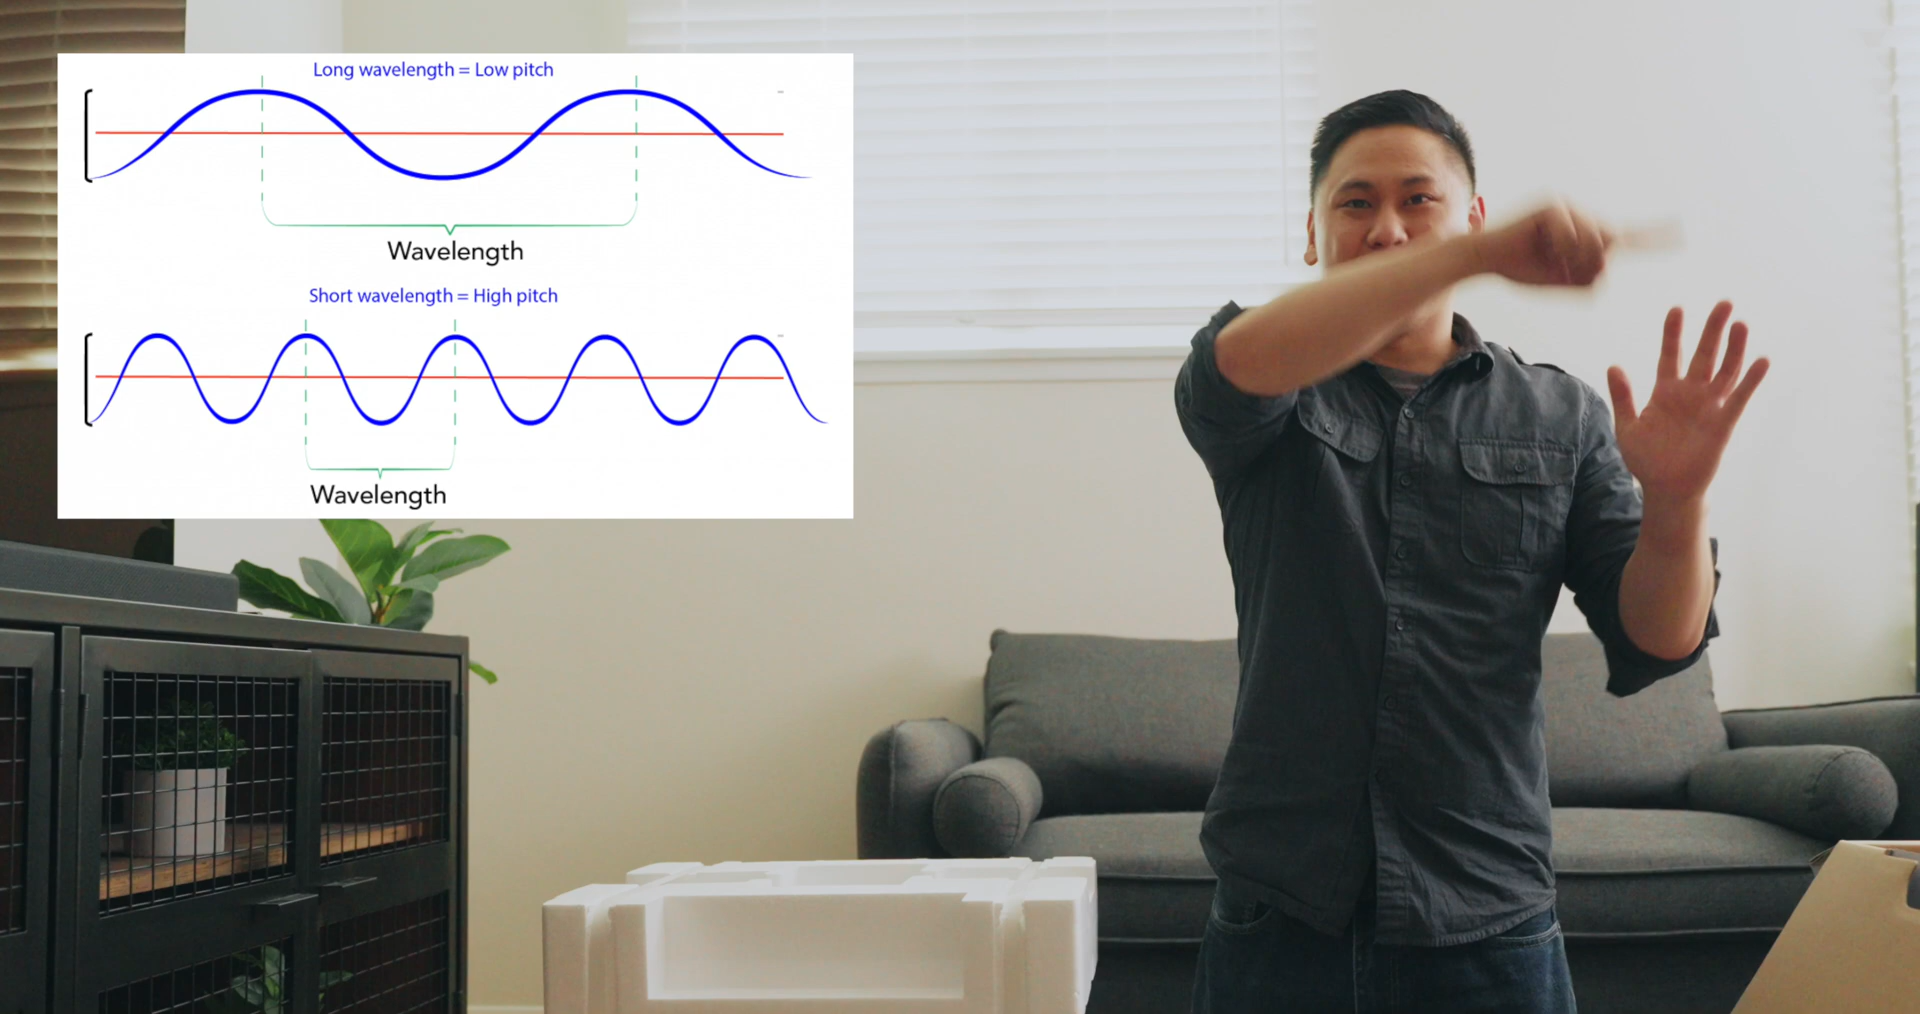 Long wavelength = Low pitch
Wavelength
Short wavelength = High pitch
Wavelength